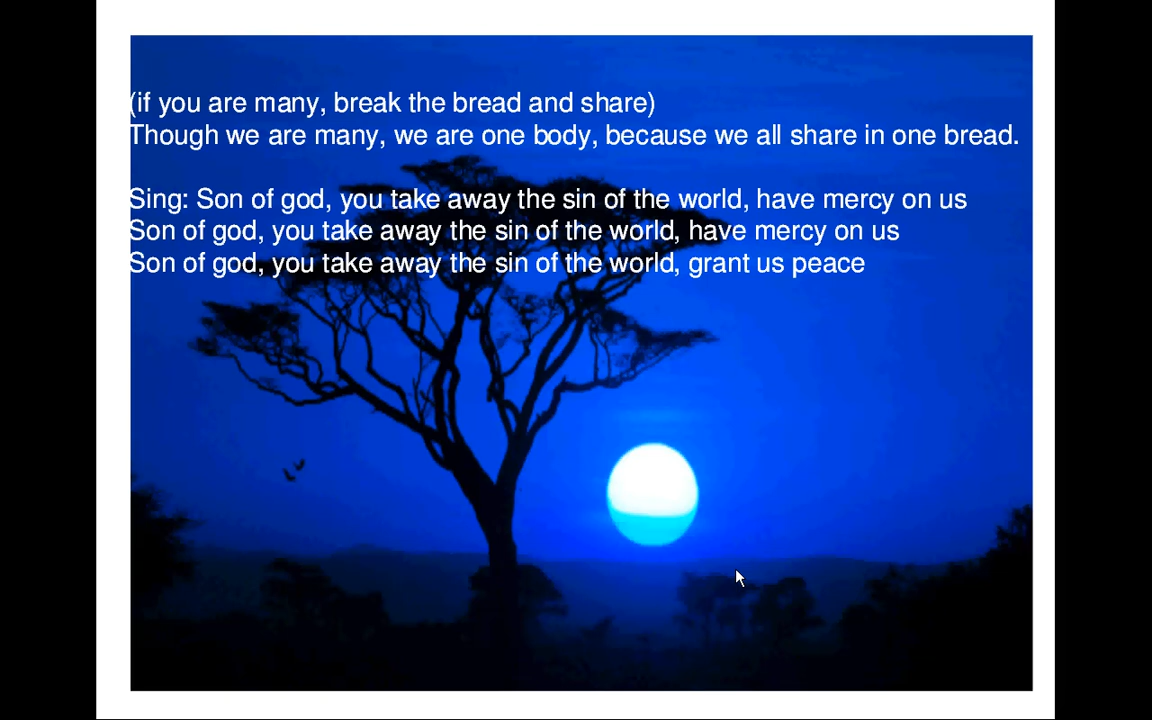 (if you are many, break the bread and share)
Though we are many, we are one body, because we all share in one bread.
Sing: Son of god, you take away the sin of the world, have mercy on us
Son of god, you take away the sin of the world, have mercy on us
Son of god, you take away the sin of the world, grant us peace